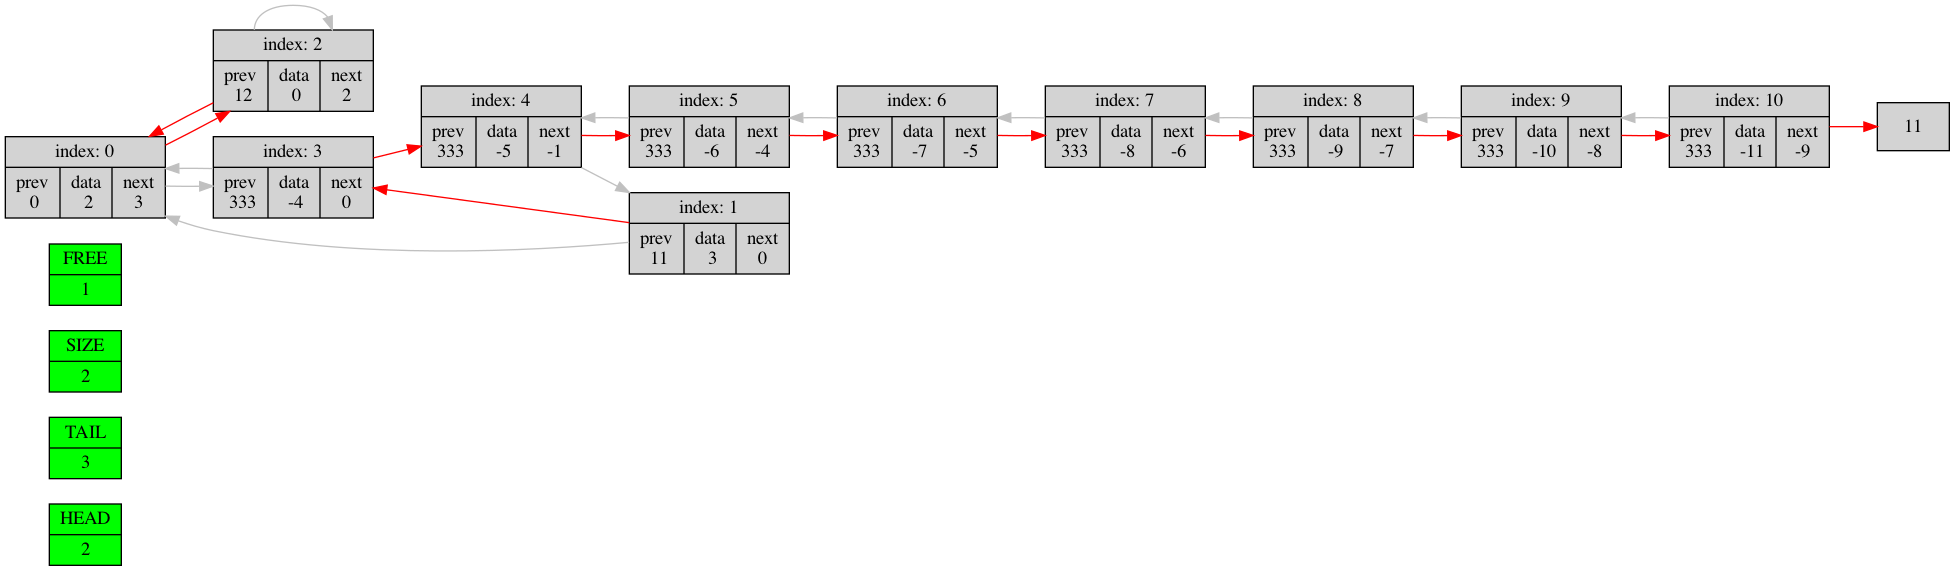 index: 2
prev data next
12 0 2
index: 0
prev data next
0 2 3
index: 3
prev data next
333 -4 0
index: 4
prev data next
333 -5 -1
index: 5
prev data next
333 -6 -4
index: 6
prev data next
333 -7 -5
index: 7
prev data next
333 -8 -6
index: 8
prev data next
333 -9 -7
index: 9
prev data next
333 -10 -8
index: 10
prev data next
333 -11 -9
11
index: 1
prev data next
11 3 0
FREE
1
SIZE
2
TAIL
3
HEAD
2